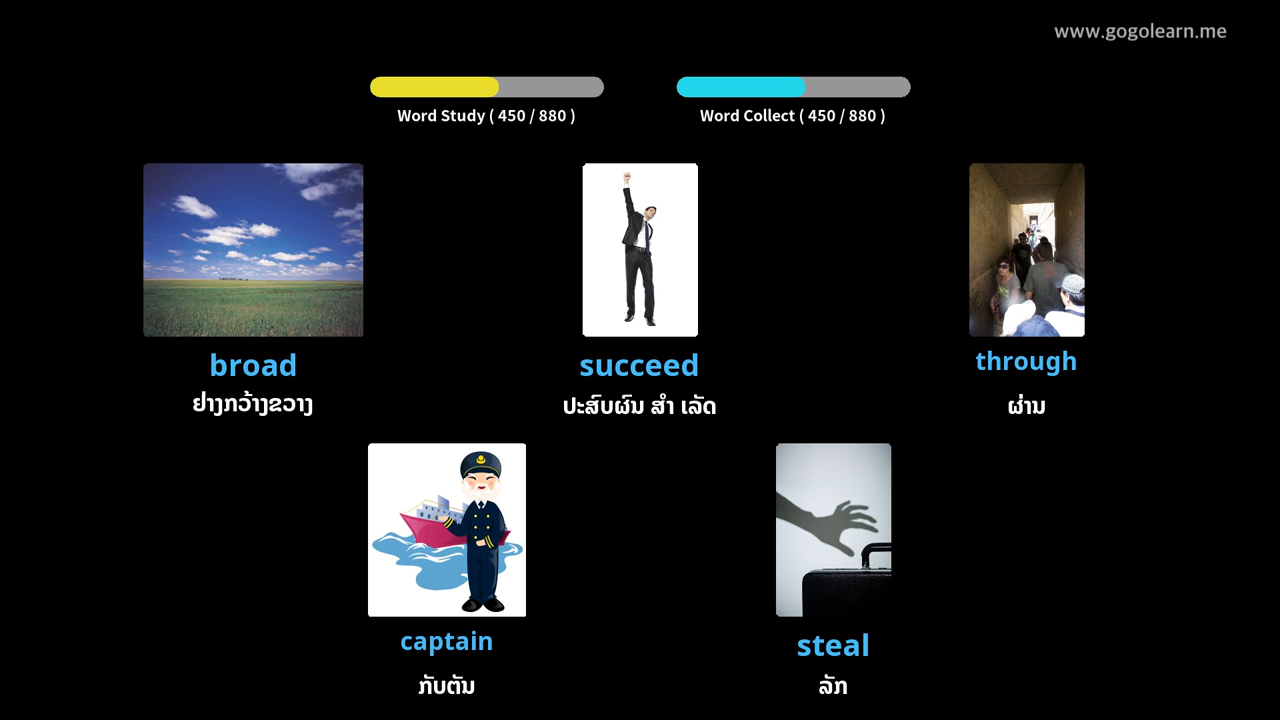 www.gogolearn.me
Word Study ( 450 / 880 )
Word Collect ( 450 / 880 )
broad
ຢ່າງກວ້າງຂວາງ
succeed
ປະສົບຜົນ ສຳ ເລັດ
through
ຜ່ານ
captain
ກັບຕັນ
steal
ລັກ